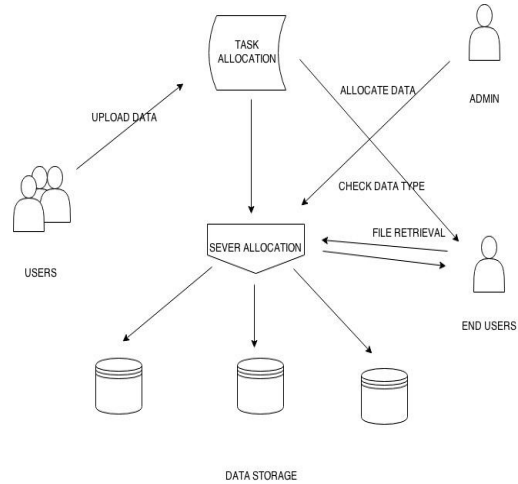 TASK
ALLOCATION
ALLOCATE DATA
ADMIN
UPLOAD DATA
CHECK DATA TYPE
FILE RETRIEVAL
SEVER ALLOCATION
USERS
END USERS
DATA STORAGE